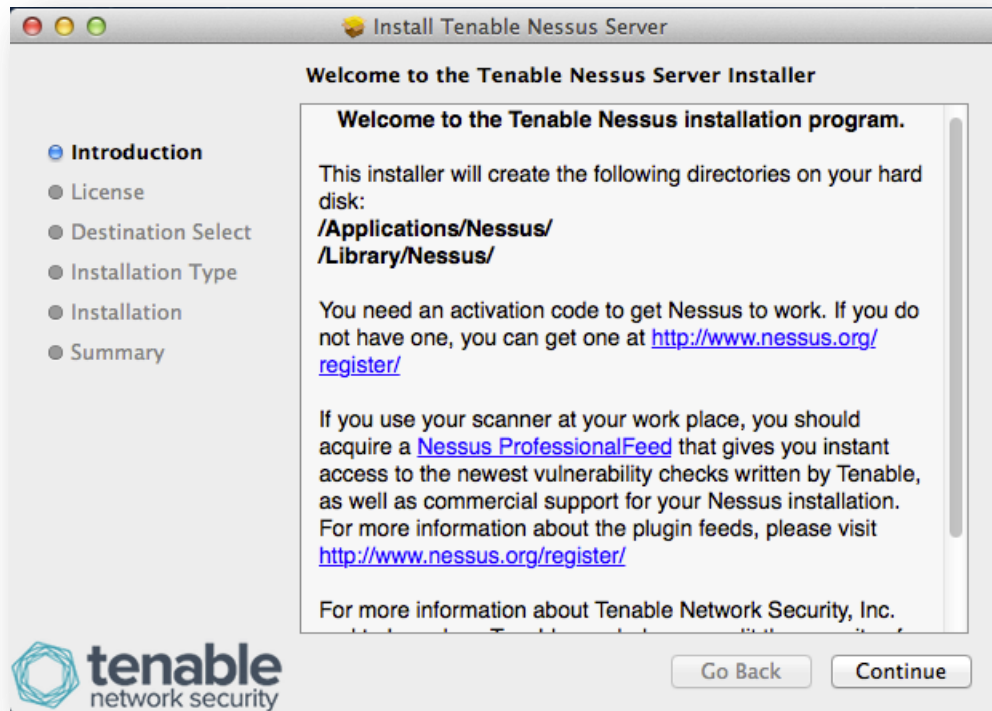 Install Tenable Nessus Server
Welcome to the Tenable Nessus Server Installer
Introduction
License
Destination Select
Installation Type
Installation
Summary
Welcome to the Tenable Nessus installation program.
This installer will create the following directories on your hard
disk:
/Applications/Nessus/
/Library/Nessus/
You need an activation code to get Nessus to work. If you do
not have one, you can get one at http://www.nessus.org/
register/
If you use your scanner at your work place, you should
acquire a Nessus ProfessionalFeed that gives you instant
access to the newest vulnerability checks written by Tenable,
as well as commercial support for your Nessus installation.
For more information about the plugin feeds, please visit
http://www.nessus.org/register/
For more information about Tenable Network Security, Inc.
tenable
network security
Go Back
Continue